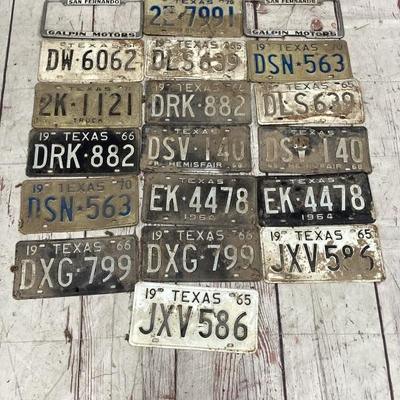 SAN FERNANDO
GALPIN MOTORS
TEXAS
7991
SAN FERNANDO
GALPIN MOTORS
TEXAS
DW·6062
TEXAS 65
DLS 639
19 TEXAS 70
DSN·563
TEXAS
2K·1121
TRUCK
TEXAS
DRK·882
TEXAS 65
DLS 639
19 TEXAS 66
DRK·882
TEXAS
DSV·140
HEMISFAIR 68
DSV 140
19 TEXAS 70
DSN·563
TEXAS
EK·4478
1964
TEXAS
EK·4478
1964
19 TEXAS 66
DXG·799
19 TEXAS 66
DXG·799
19 TEXAS 65
JXV
19 TEXAS 65
JXV 586